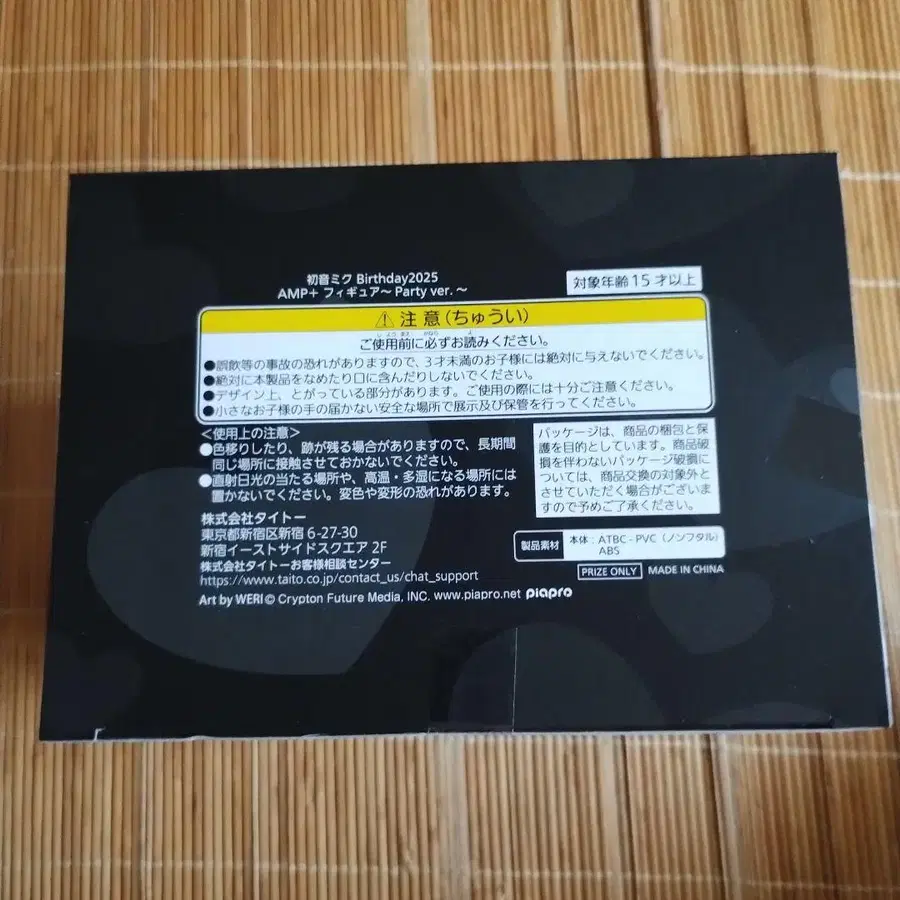 初音ミク Birthday2025
AMP+ フィギュア～ Party ver. ～
対象年齢15才以上
⚠ 注意(ちゅうい)
ご使用前に必ずお読みください。
●誤飲等の事故の恐れがありますので、3才未満のお子様には絶対に与えないでください。
●絶対に本製品をなめたり口に含んだりしないでください。
●デザイン上、とがっている部分があります。ご使用の際には十分ご注意ください。
●小さなお子様の手の届かない安全な場所で展示及び保管を行ってください。
＜使用上の注意＞
●色移りしたり、跡が残る場合がありますので、長期間
同じ場所に接触させておかないでください。
●直射日光の当たる場所や、高温・多湿になる場所には
置かないでください。変色や変形の恐れがあります。
パッケージは、商品の梱包と保
護を目的としています。商品破
損を伴わないパッケージ破損に
ついては、商品交換の対象外と
させていただく場合がございま
すので予めご了承ください。
株式会社タイトー
東京都新宿区新宿 6-27-30
新宿イーストサイドスクエア 2F
株式会社タイトーお客様相談センター
https://www.taito.co.jp/contact_us/chat_support
製品素材
本体：ATBC-PVC（ノンフタル）
ABS
PRIZE ONLY MADE IN CHINA
Art by WERI © Crypton Future Media, INC. www.piapro.net piapro